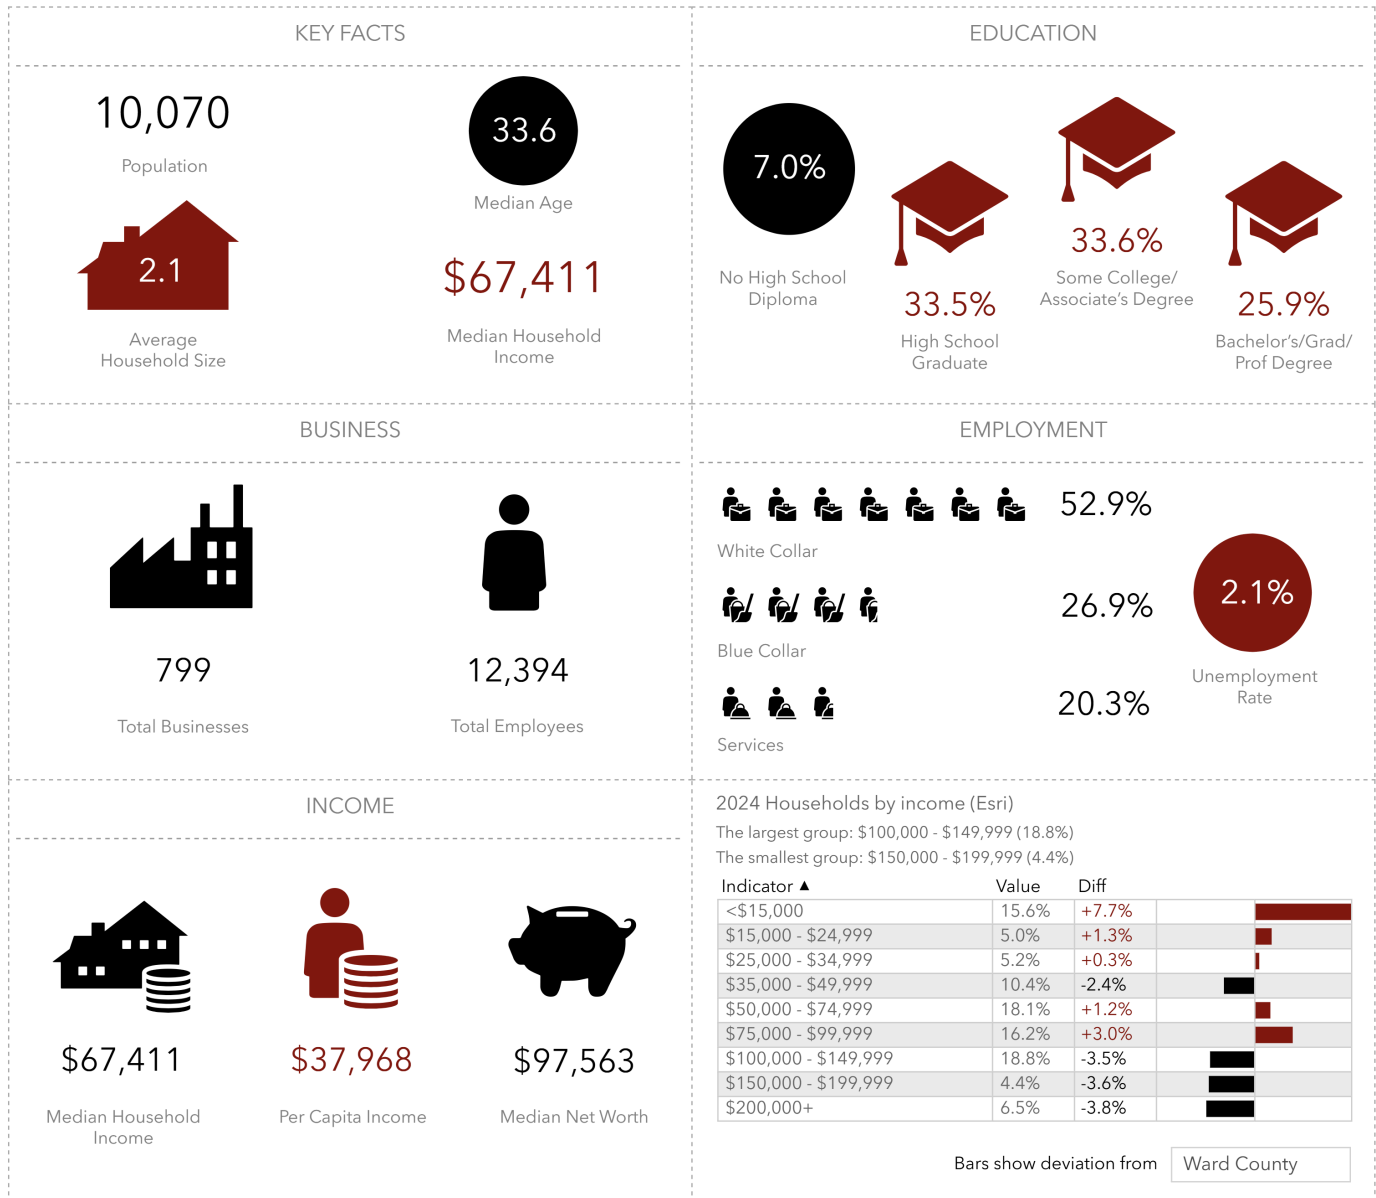 KEY FACTS
10,070
Population
33.6
Median Age
2.1
Average
Household Size
$67,411
Median Household
Income
EDUCATION
7.0%
No High School
Diploma
33.5%
High School
Graduate
33.6%
Some College/
Associate's Degree
25.9%
Bachelor's/Grad/
Prof Degree
BUSINESS
799
Total Businesses
12,394
Total Employees
EMPLOYMENT
52.9%
White Collar
26.9%
Blue Collar
20.3%
Services
2.1%
Unemployment
Rate
INCOME
$67,411
Median Household
Income
$37,968
Per Capita Income
$97,563
Median Net Worth
2024 Households by income (Esri)
The largest group: $100,000 - $149,999 (18.8%)
The smallest group: $150,000 - $199,999 (4.4%)
Indicator ▲ Value Diff
<$15,000 15.6% +7.7%
$15,000 - $24,999 5.0% +1.3%
$25,000 - $34,999 5.2% +0.3%
$35,000 - $49,999 10.4% -2.4%
$50,000 - $74,999 18.1% +1.2%
$75,000 - $99,999 16.2% +3.0%
$100,000 - $149,999 18.8% -3.5%
$150,000 - $199,999 4.4% -3.6%
$200,000+ 6.5% -3.8%
Bars show deviation from Ward County